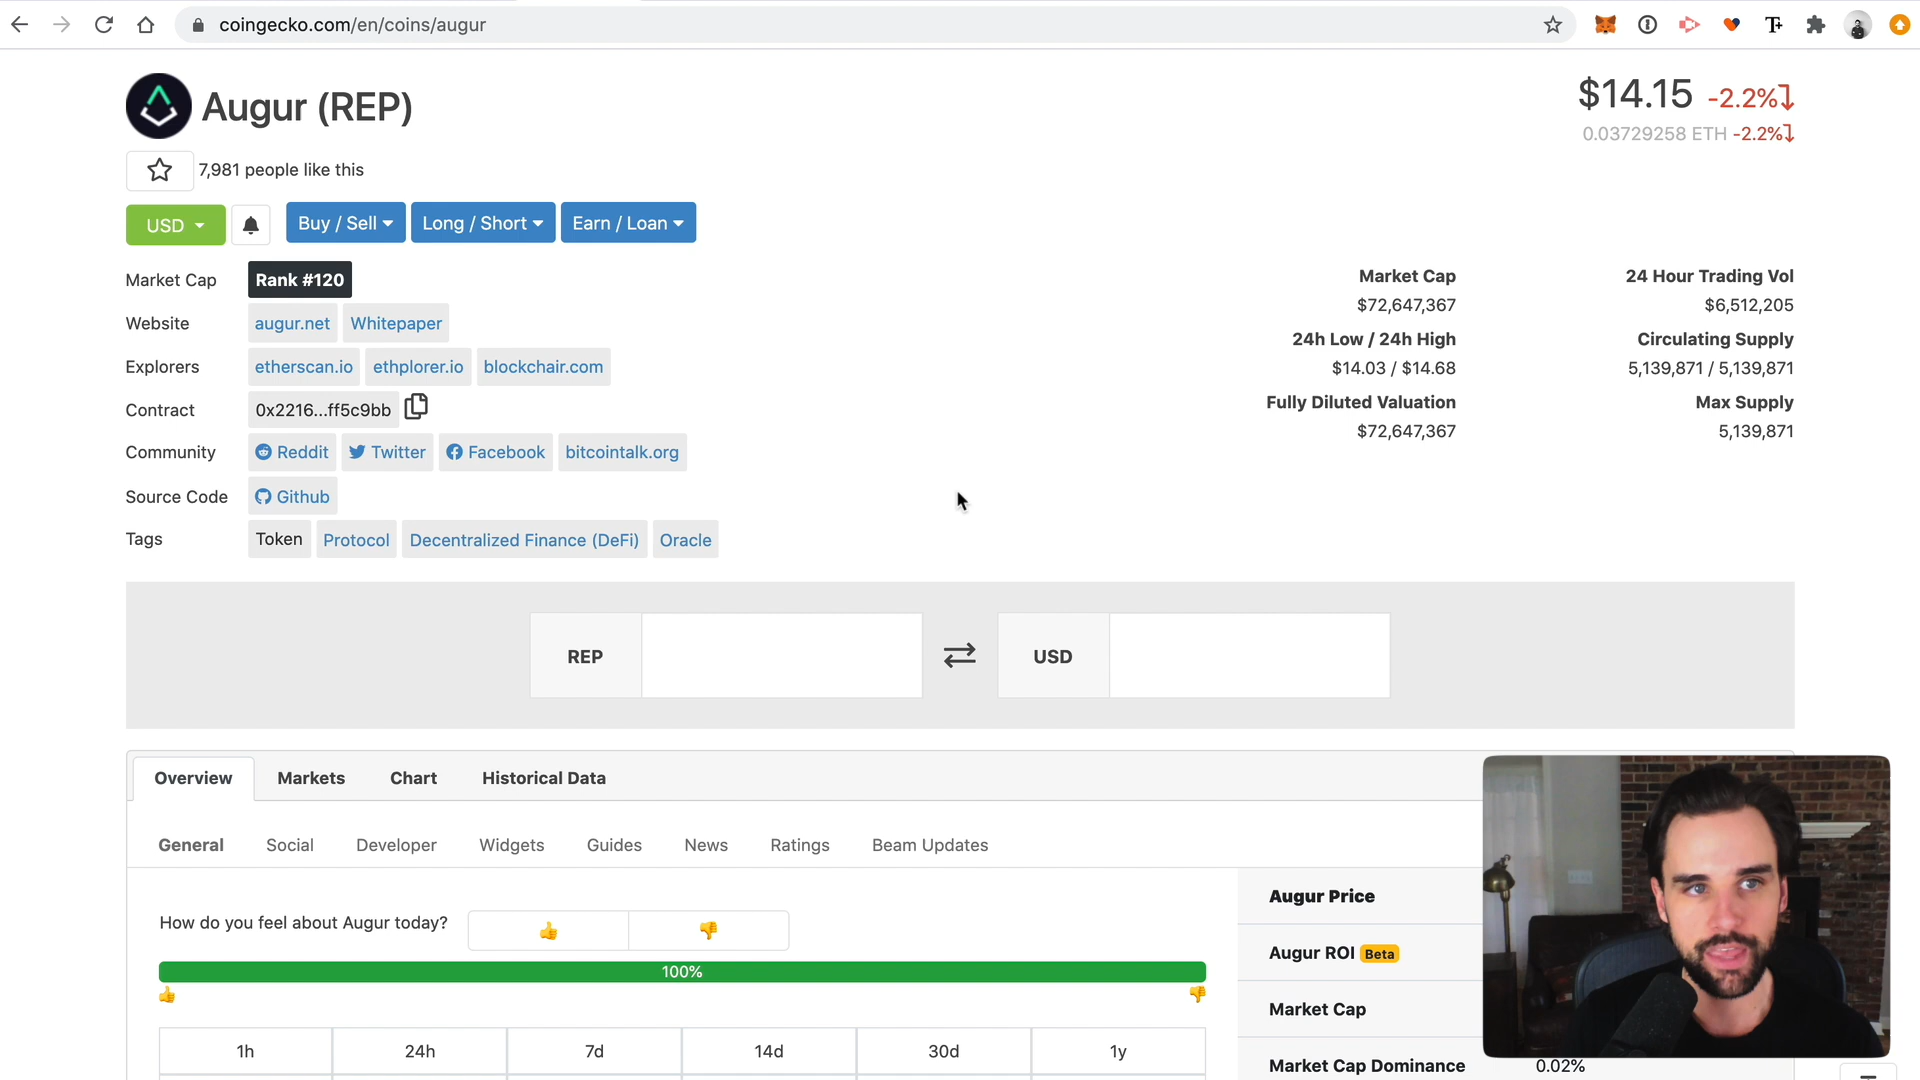 coingecko.com/en/coins/augur
Augur (REP)
$14.15 -2.2%
0.03729258 ETH -2.2%
7,981 people like this
USD
Buy / Sell
Long / Short
Earn / Loan
Market Cap Rank #120
Website augur.net Whitepaper
Explorers etherscan.io ethplorer.io blockchair.com
Contract 0x2216...ff5c9bb
Community Reddit Twitter Facebook bitcointalk.org
Source Code Github
Tags Token Protocol Decentralized Finance (DeFi) Oracle
Market Cap
$72,647,367
24h Low / 24h High
$14.03 / $14.68
Fully Diluted Valuation
$72,647,367
24 Hour Trading Vol
$6,512,205
Circulating Supply
5,139,871 / 5,139,871
Max Supply
5,139,871
REP
USD
Overview Markets Chart Historical Data
General Social Developer Widgets Guides News Ratings Beam Updates
How do you feel about Augur today?
100%
1h 24h 7d 14d 30d 1y
Augur Price
Augur ROI Beta
Market Cap
Market Cap Dominance 0.02%